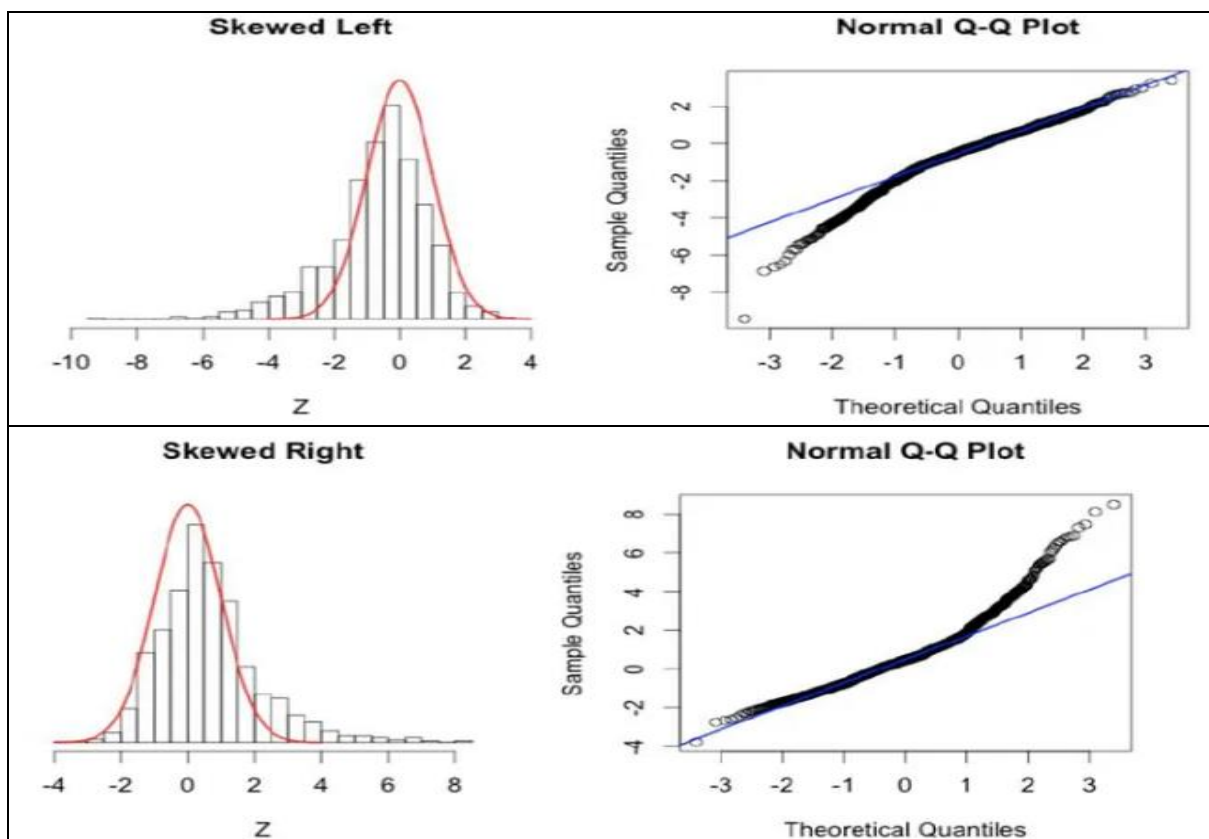 Skewed Left
-10 -8 -6 -4 -2 0 2 4
Z
Normal Q-Q Plot
Sample Quantiles
2
0
-2
-4
-6
-8
-3 -2 -1 0 1 2 3
Theoretical Quantiles
Skewed Right
-4 -2 0 2 4 6 8
Z
Normal Q-Q Plot
Sample Quantiles
8
6
4
2
0
-2
-4
-3 -2 -1 0 1 2 3
Theoretical Quantiles